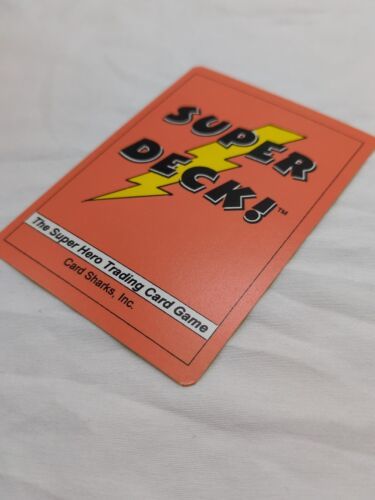 SUPER
DECK!™
The Super Hero Trading Card Game
Card Sharks, Inc.